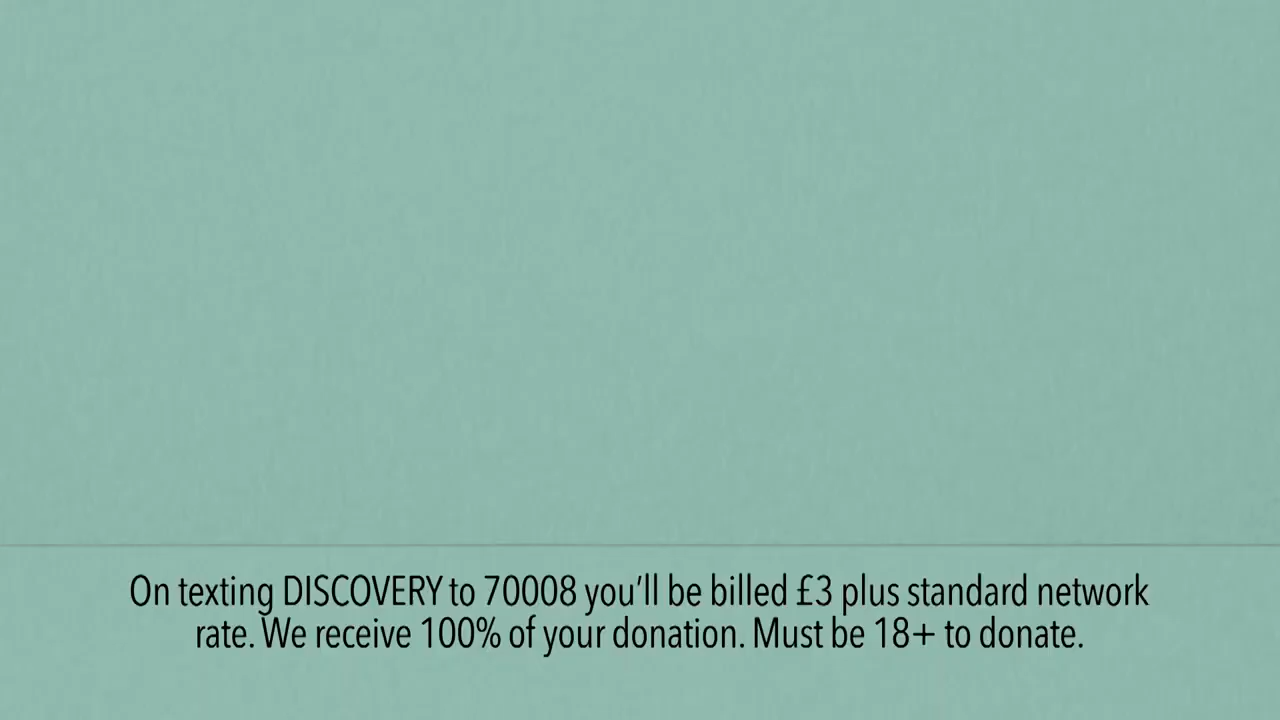 On texting DISCOVERY to 70008 you’ll be billed £3 plus standard network
rate. We receive 100% of your donation. Must be 18+ to donate.